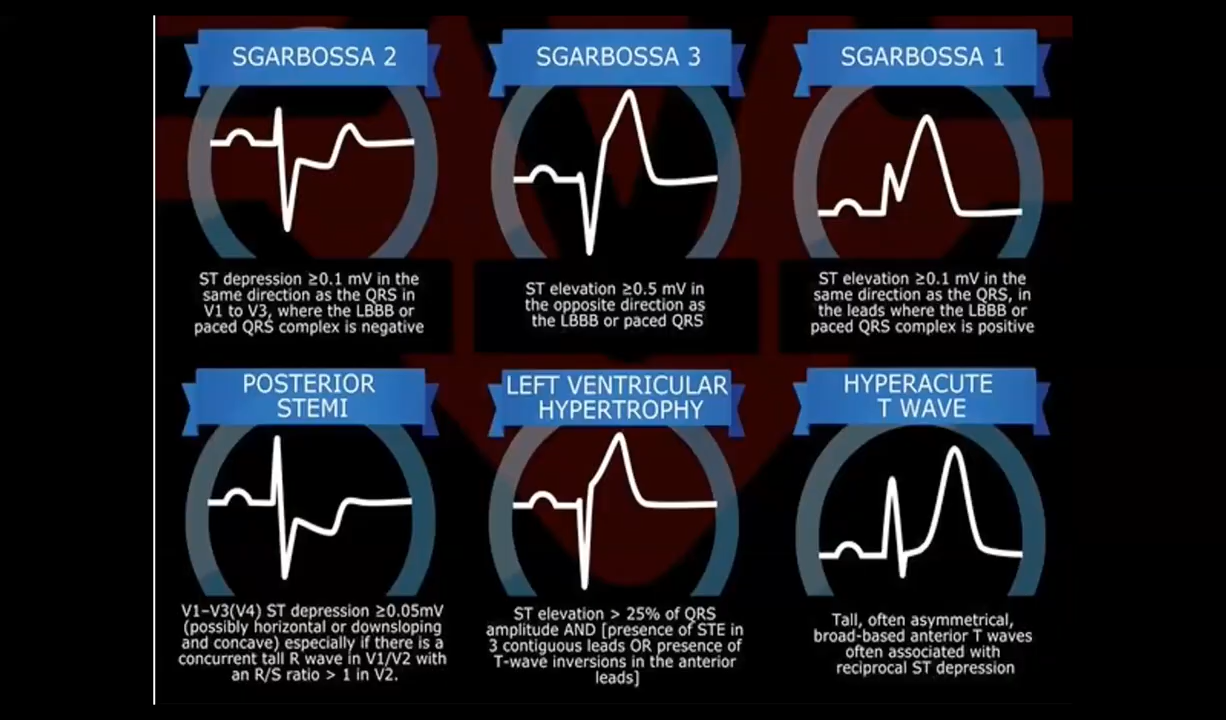 SGARBOSSA 2
ST depression ≥0.1 mV in the
same direction as the QRS in
V1 to V3, where the LBBB or
paced QRS complex is negative
SGARBOSSA 3
ST elevation ≥0.5 mV in
the opposite direction as
the LBBB or paced QRS
SGARBOSSA 1
ST elevation ≥0.1 mV in the
same direction as the QRS, in
the leads where the LBBB or
paced QRS complex is positive
POSTERIOR
STEMI
V1–V3(V4) ST depression ≥0.05mV
(possibly horizontal or downsloping
and concave) especially if there is a
concurrent tall R wave in V1/V2 with
an R/S ratio > 1 in V2.
LEFT VENTRICULAR
HYPERTROPHY
ST elevation > 25% of QRS
amplitude AND [presence of STE in
3 contiguous leads OR presence of
T-wave inversions in the anterior
leads]
HYPERACUTE
T WAVE
Tall, often asymmetrical,
broad-based anterior T waves
often associated with
reciprocal ST depression